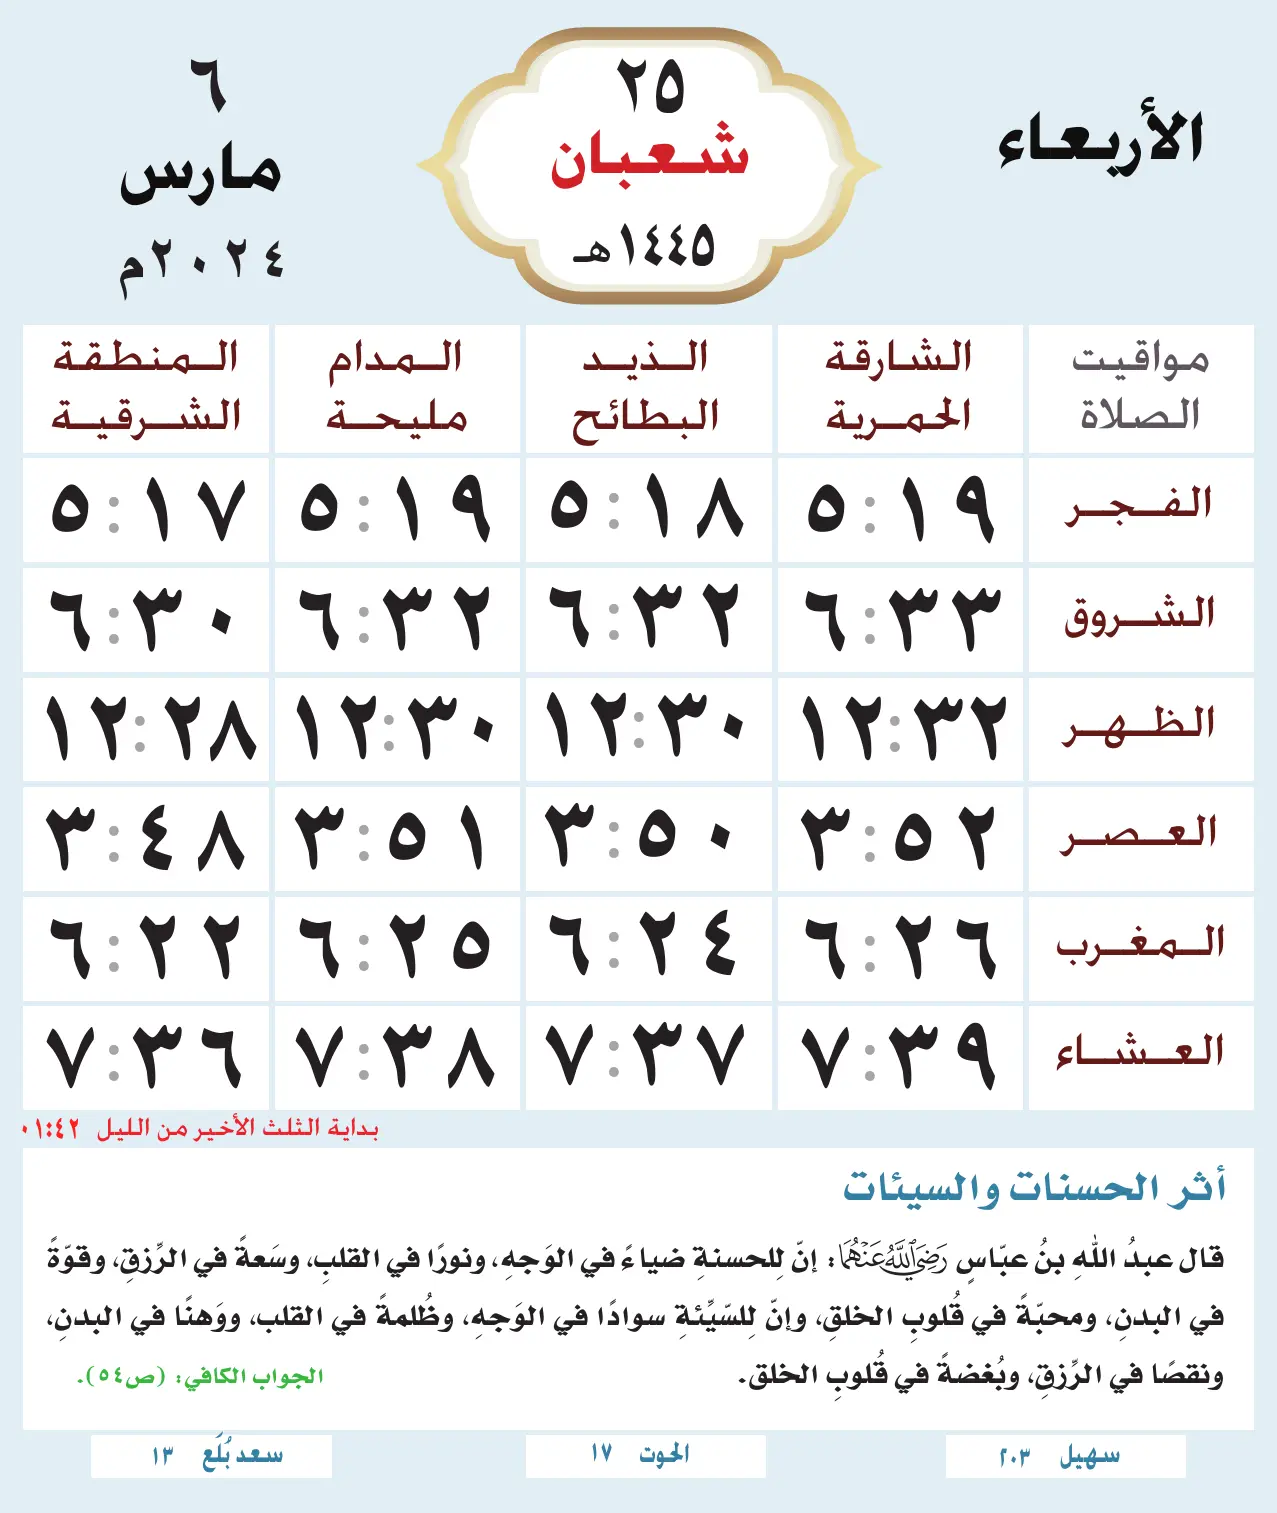 الأربعاء
٢٥
شعبان
١٤٤٥هـ
٦
مارس
٢٠٢٤م
مواقيت الصلاة | الشارقة الحمرية | الذيد البطائح | المدام مليحة | المنطقة الشرقية
الفجر ٥:١٩ ٥:١٨ ٥:١٩ ٥:١٧
الشروق ٦:٣٣ ٦:٣٢ ٦:٣٢ ٦:٣٠
الظهر ١٢:٣٢ ١٢:٣٠ ١٢:٣٠ ١٢:٢٨
العصر ٣:٥٢ ٣:٥٠ ٣:٥١ ٣:٤٨
المغرب ٦:٢٦ ٦:٢٤ ٦:٢٥ ٦:٢٢
العشاء ٧:٣٩ ٧:٣٧ ٧:٣٨ ٧:٣٦
بداية الثلث الأخير من الليل ٠١:٤٢
أثر الحسنات والسيئات
قال عبدُ اللهِ بنُ عبّاسٍ رَضِيَ اللَّهُ عَنْهُمَا: إنّ لِلحسنةِ ضياءً في الوَجهِ، ونورًا في القلبِ، وسَعةً في الرِّزقِ، وقوّةً
في البدنِ، ومحبّةً في قُلوبِ الخلقِ، وإنّ لِلسّيِّئةِ سوادًا في الوَجهِ، وظُلمةً في القلب، ووَهنًا في البدنِ،
ونقصًا في الرِّزقِ، وبُغضةً في قُلوبِ الخلق.
الجواب الكافي: (ص٥٤).
سهيل ٢٠٣
الحوت ١٧
سعد بُلَع ١٣